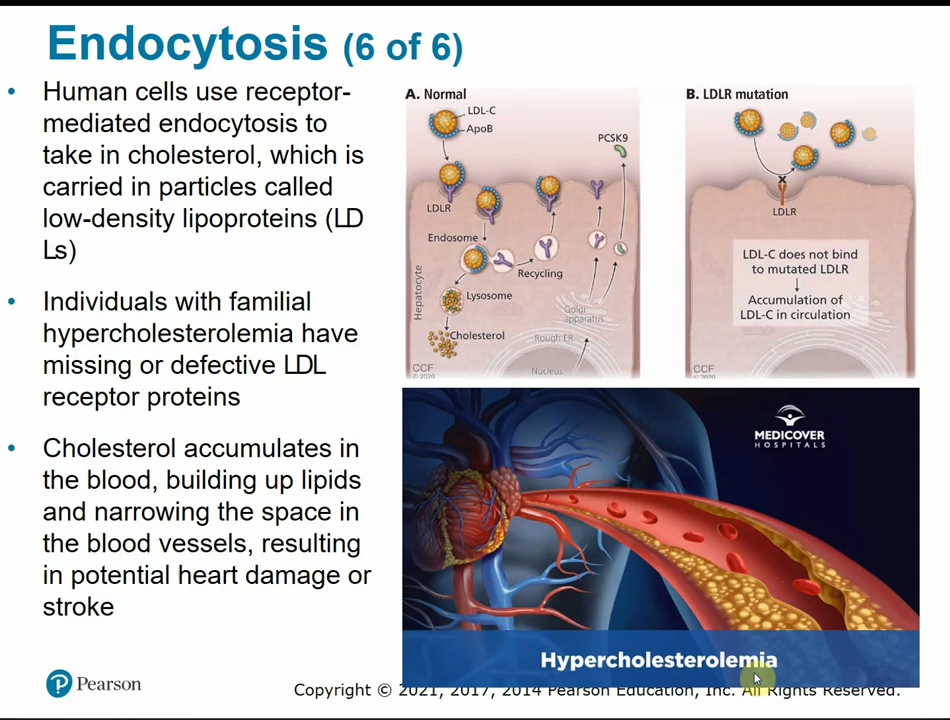 Endocytosis (6 of 6)
• Human cells use receptor-
mediated endocytosis to
take in cholesterol, which is
carried in particles called
low-density lipoproteins (LD
Ls)
• Individuals with familial
hypercholesterolemia have
missing or defective LDL
receptor proteins
• Cholesterol accumulates in
the blood, building up lipids
and narrowing the space in
the blood vessels, resulting
in potential heart damage or
stroke
A. Normal
LDL-C
ApoB
PCSK9
LDLR
Endosome
Recycling
Hepatocyte
Lysosome
Golgi
apparatus
Cholesterol
Rough ER
Nucleus
CCF
© 2020
B. LDLR mutation
X
LDLR
LDL-C does not bind
to mutated LDLR
Accumulation of
LDL-C in circulation
CCF
© 2020
MEDICOVER
HOSPITALS
Hypercholesterolemia
Pearson
Copyright © 2021, 2017, 2014 Pearson Education, Inc. All Rights Reserved.